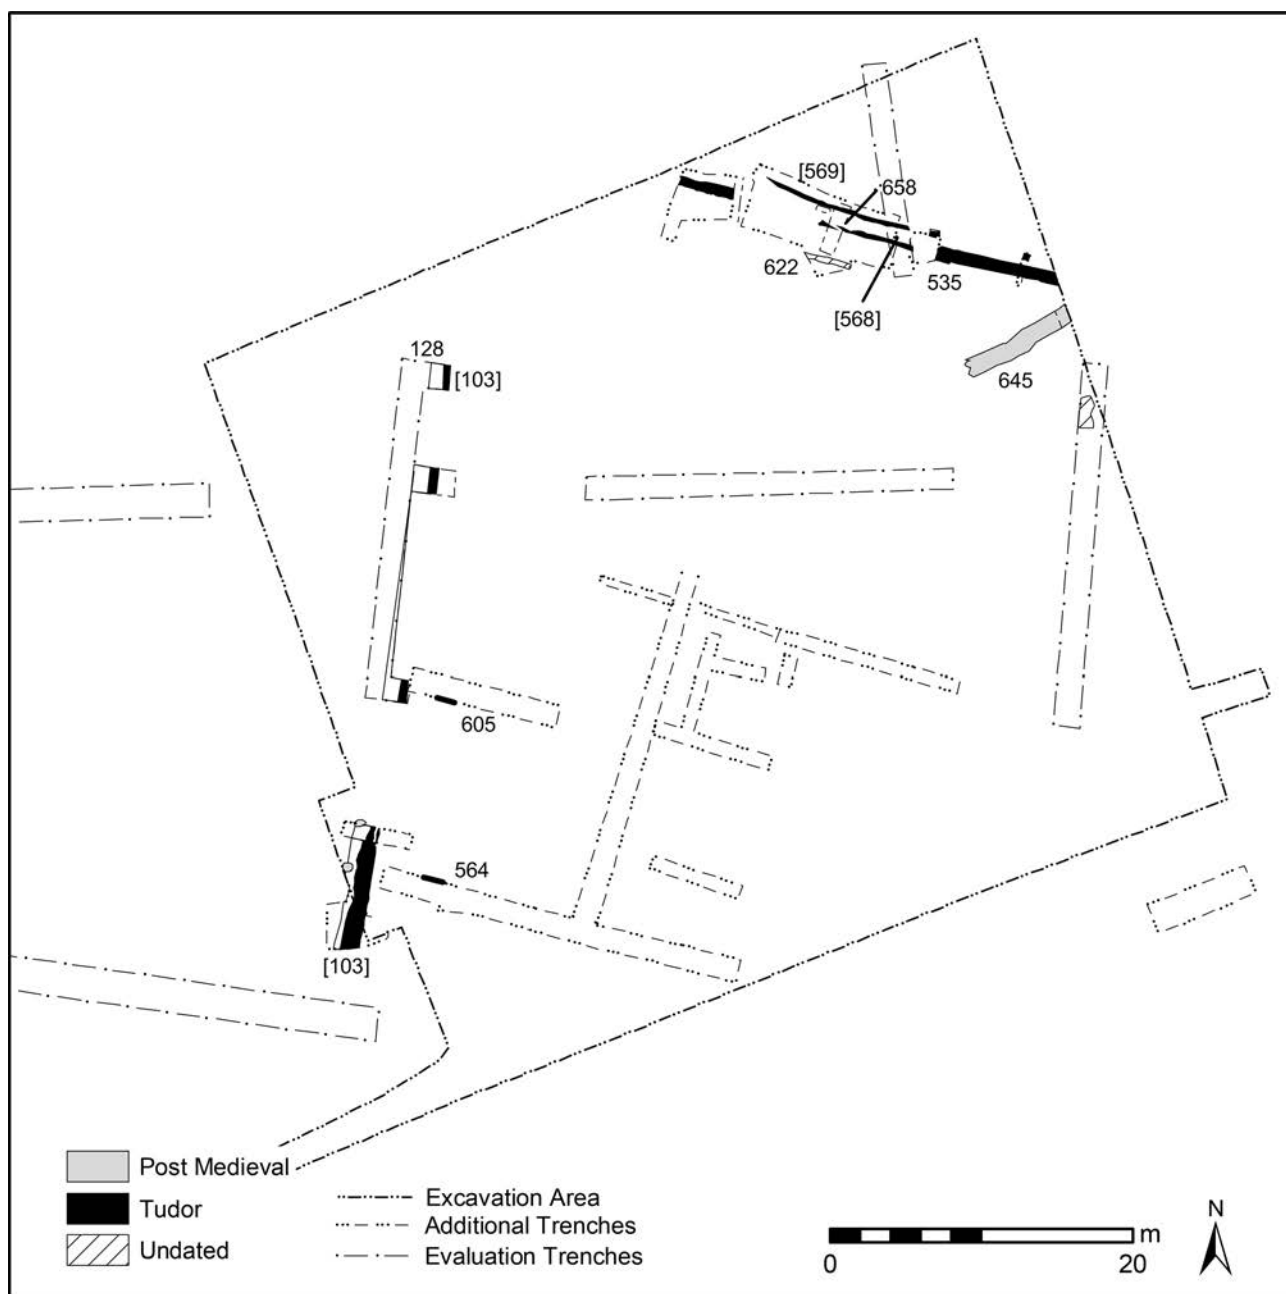 [569]
658
622
535
[568]
128
[103]
645
605
564
[103]
Post Medieval
Tudor
Undated
Excavation Area
Additional Trenches
Evaluation Trenches
m
0 20
N